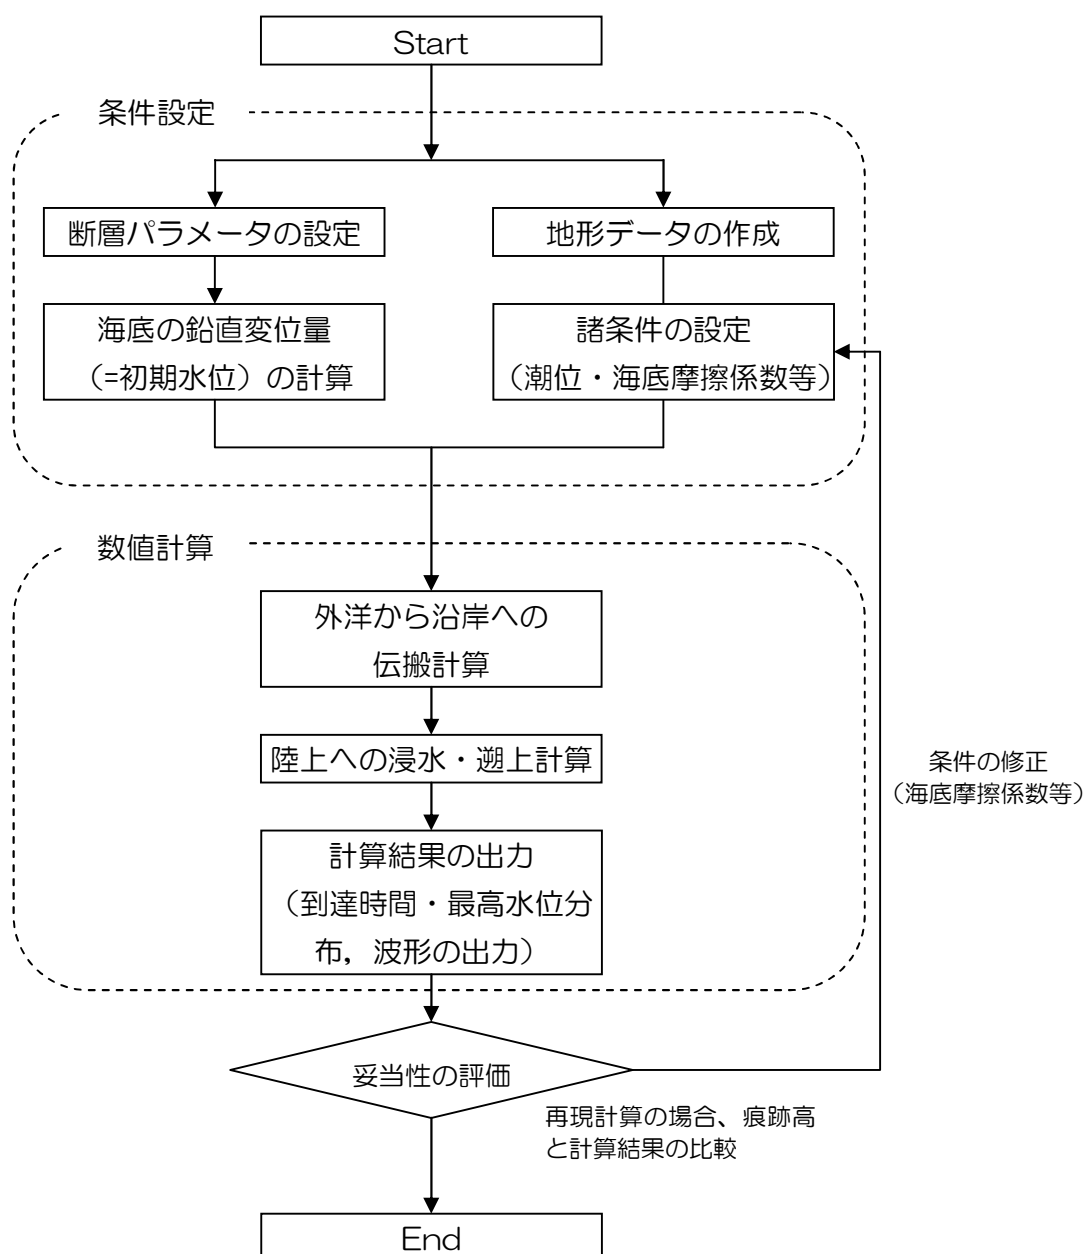 Start
条件設定
断層パラメータの設定
地形データの作成
海底の鉛直変位量
（=初期水位）の計算
諸条件の設定
（潮位・海底摩擦係数等）
数値計算
外洋から沿岸への
伝搬計算
陸上への浸水・遡上計算
条件の修正
（海底摩擦係数等）
計算結果の出力
（到達時間・最高水位分
布，波形の出力）
妥当性の評価
再現計算の場合、痕跡高
と計算結果の比較
End